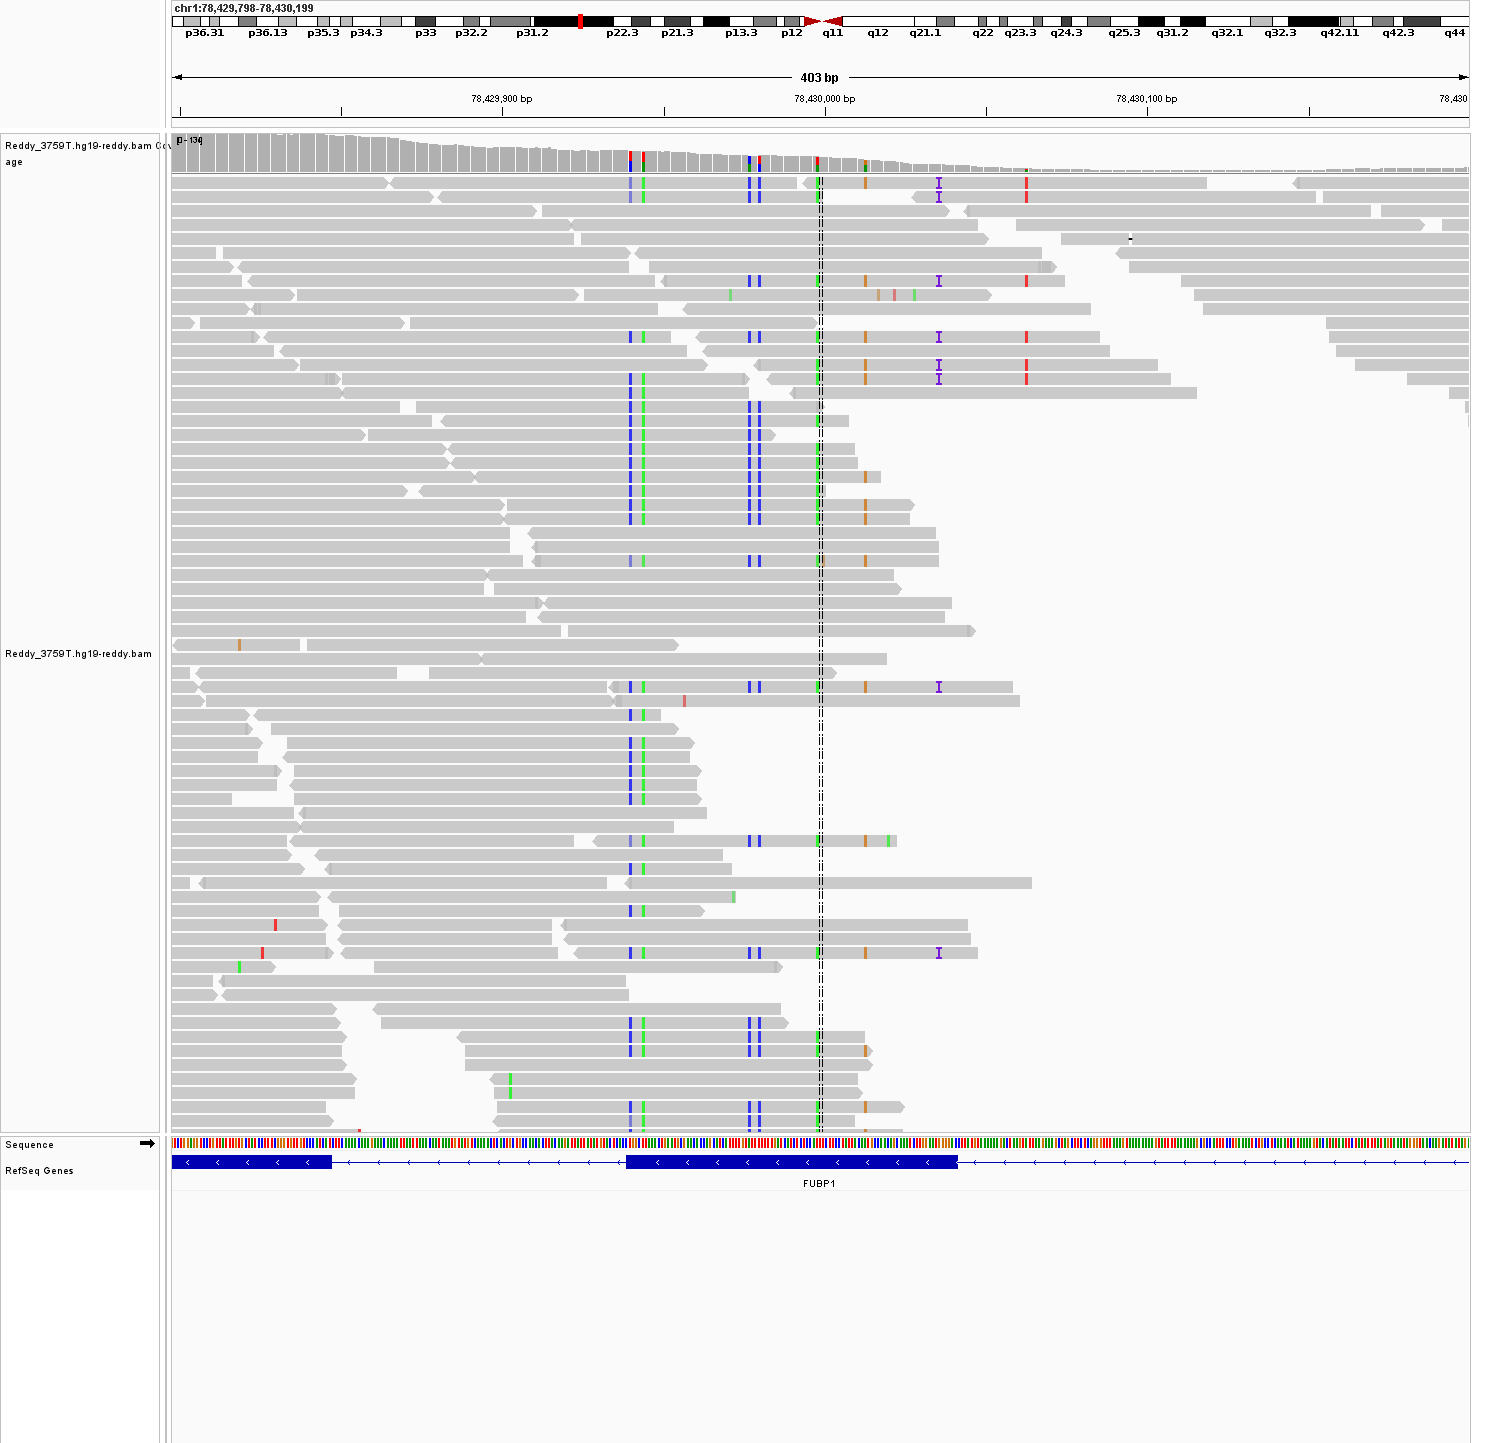 chr1:78,429,798-78,430,199
p36.31 p36.13 p35.3 p34.3 p33 p32.2 p31.2 p22.3 p21.3 p13.3 p12 q11 q12 q21.1 q22 q23.3 q24.3 q25.3 q31.2 q32.1 q32.3 q42.11 q42.3 q44
403 bp
78,429,900 bp 78,430,000 bp 78,430,100 bp 78,430
Reddy_3759T.hg19-reddy.bam Cov
age
Reddy_3759T.hg19-reddy.bam
Sequence
RefSeq Genes
FUBP1